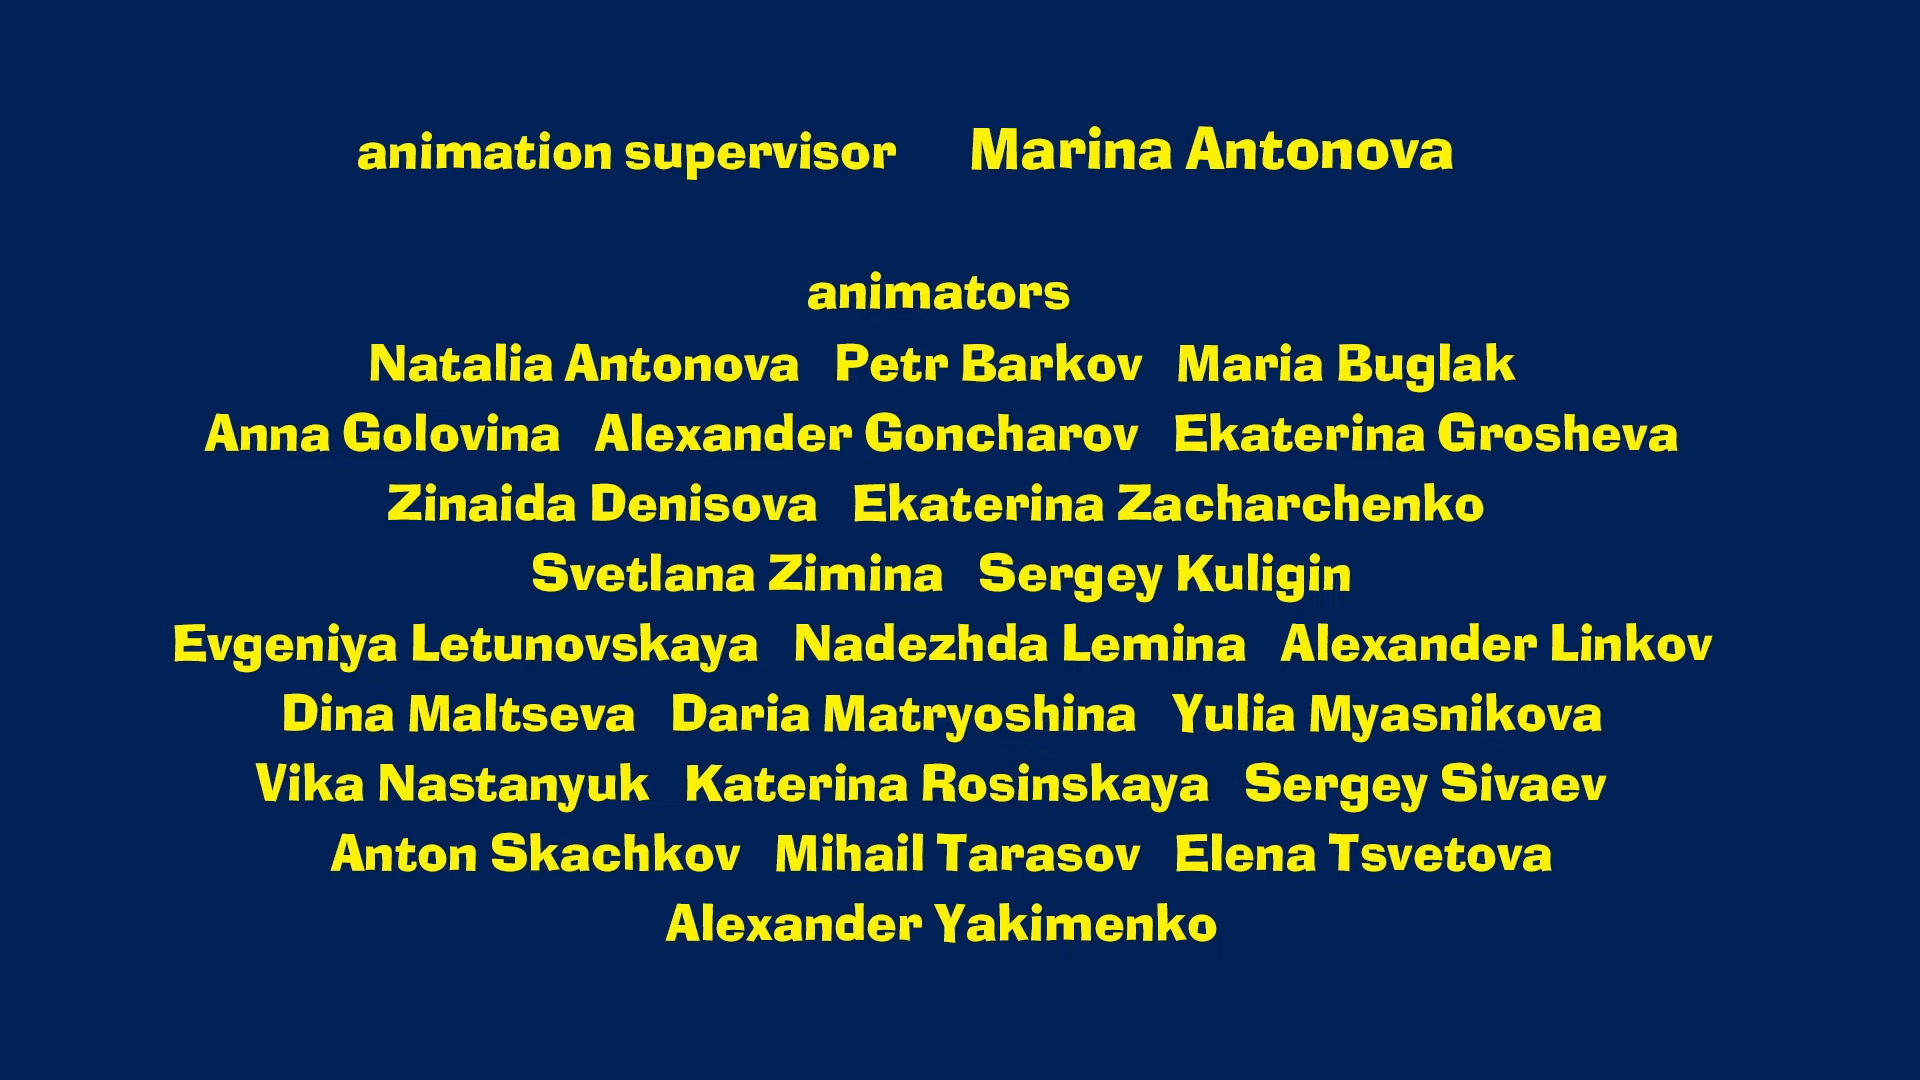 animation supervisor Marina Antonova
animators
Natalia Antonova Petr Barkov Maria Buglak
Anna Golovina Alexander Goncharov Ekaterina Grosheva
Zinaida Denisova Ekaterina Zacharchenko
Svetlana Zimina Sergey Kuligin
Evgeniya Letunovskaya Nadezhda Lemina Alexander Linkov
Dina Maltseva Daria Matryoshina Yulia Myasnikova
Vika Nastanyuk Katerina Rosinskaya Sergey Sivaev
Anton Skachkov Mihail Tarasov Elena Tsvetova
Alexander Yakimenko